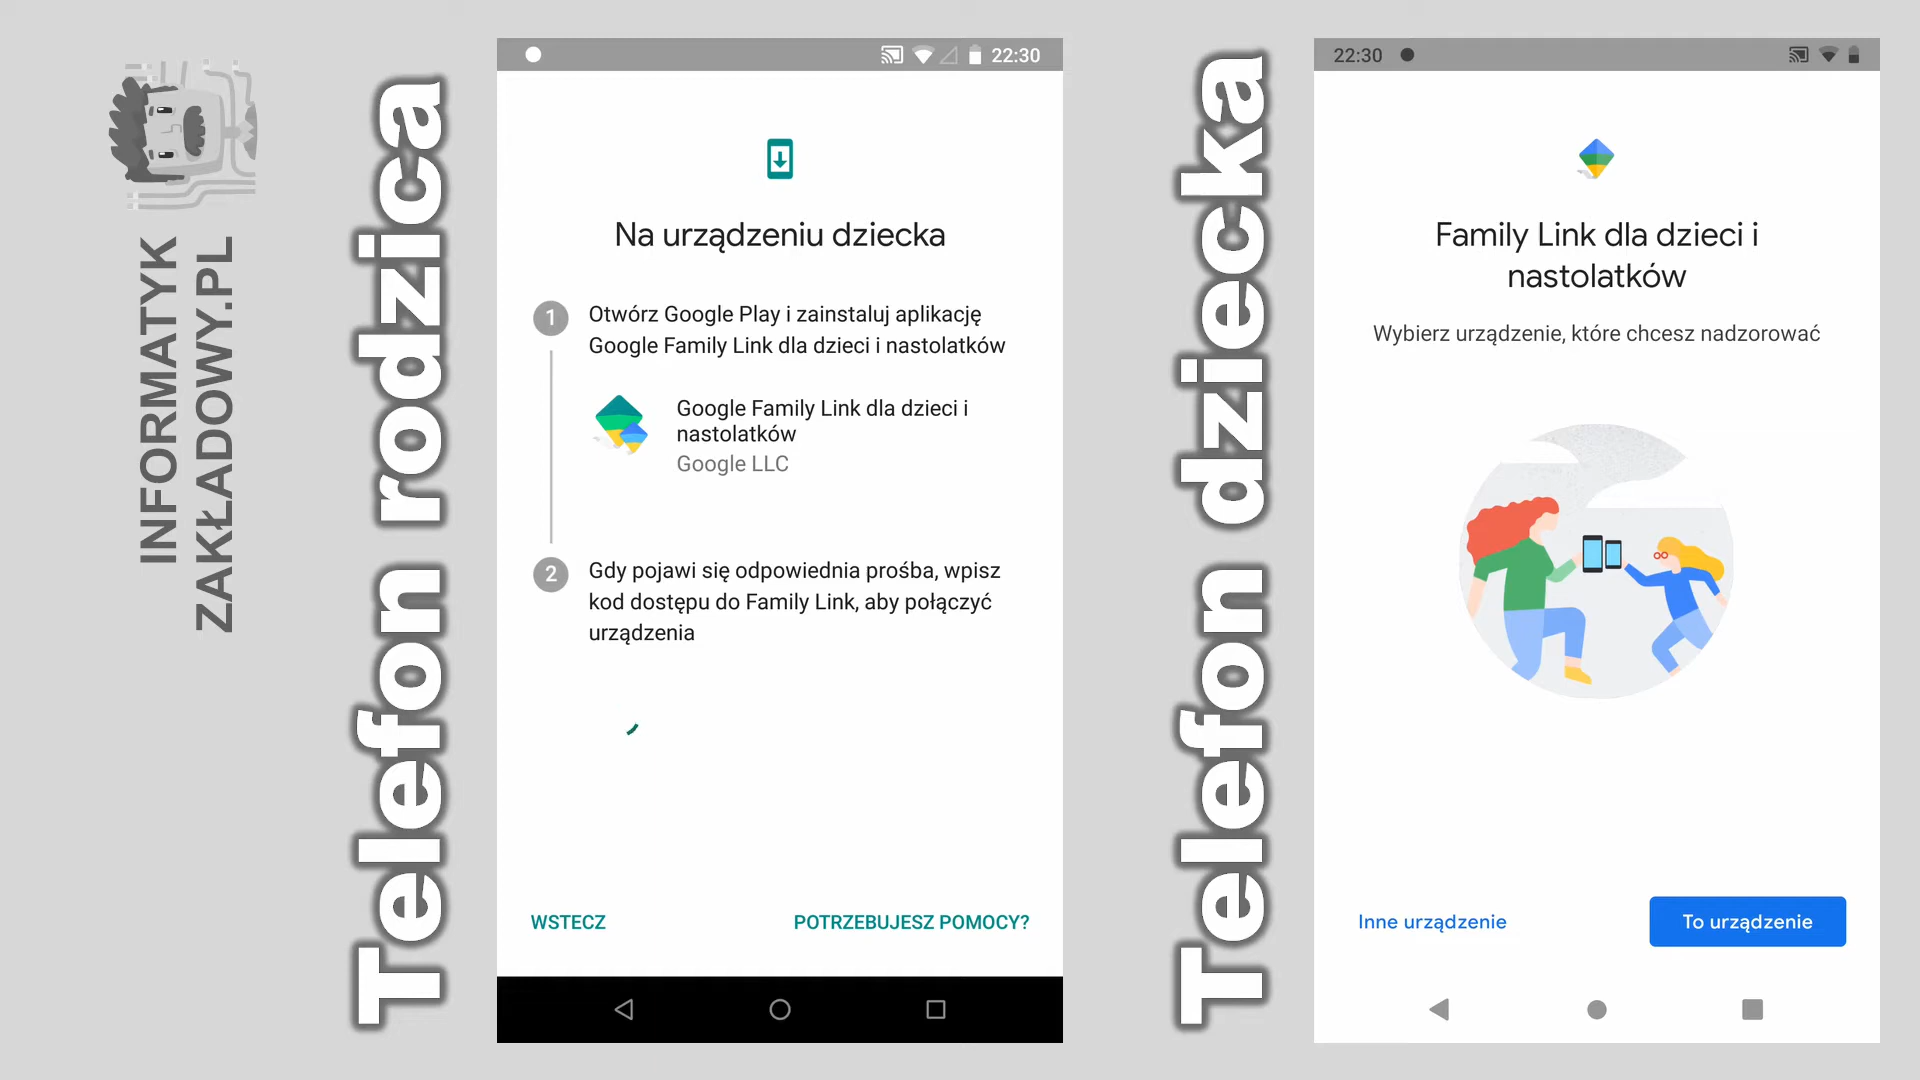 INFORMATYK
ZAKŁADOWY.PL
Telefon rodzica
22:30
Na urządzeniu dziecka
1
Otwórz Google Play i zainstaluj aplikację
Google Family Link dla dzieci i nastolatków
Google Family Link dla dzieci i
nastolatków
Google LLC
2
Gdy pojawi się odpowiednia prośba, wpisz
kod dostępu do Family Link, aby połączyć
urządzenia
WSTECZ
POTRZEBUJESZ POMOCY?
Telefon dziecka
22:30
Family Link dla dzieci i
nastolatków
Wybierz urządzenie, które chcesz nadzorować
Inne urządzenie
To urządzenie